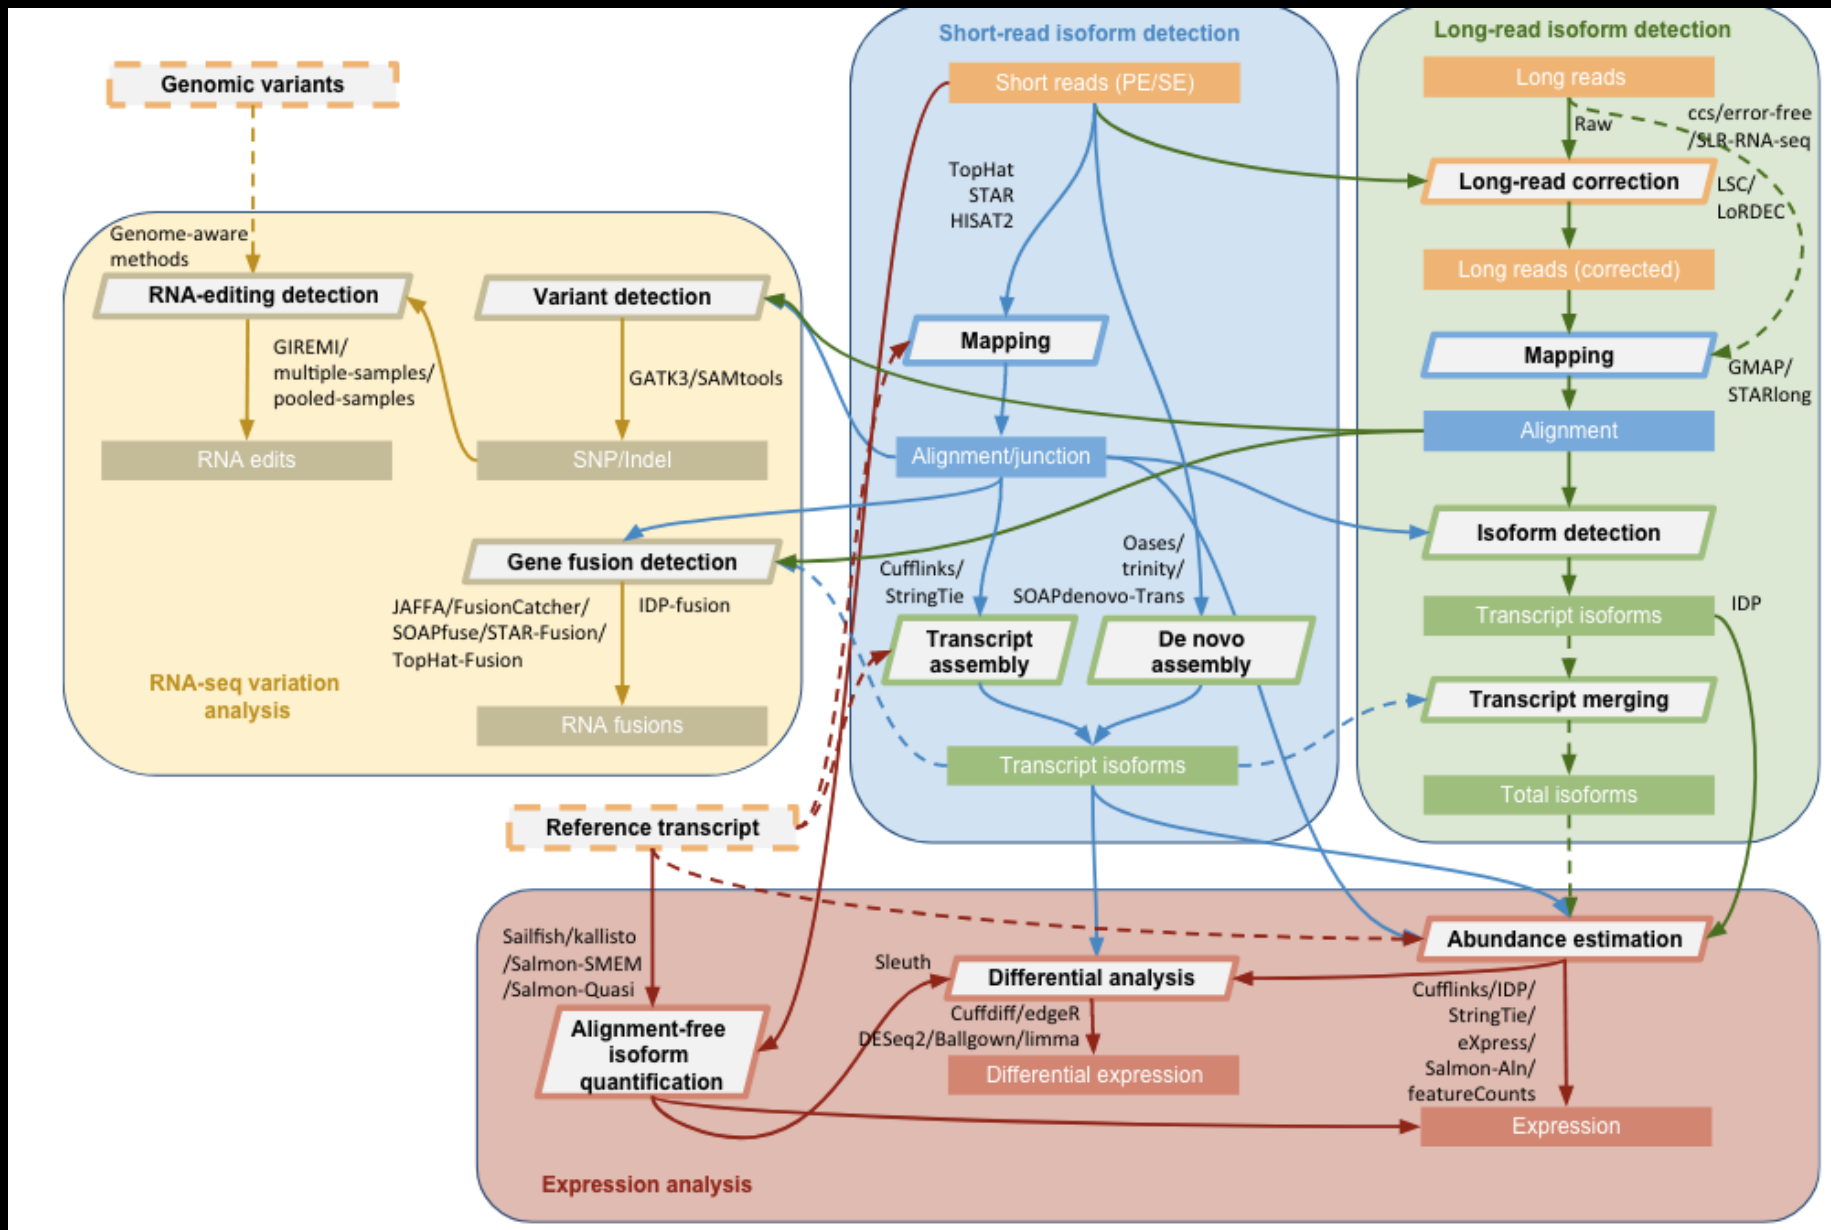 Short-read isoform detection
Long-read isoform detection
Genomic variants
Short reads (PE/SE)
Long reads
Raw
ccs/error-free
/SLR-RNA-seq
TopHat
STAR
HISAT2
Long-read correction
LSC/
LoRDEC
Genome-aware
methods
RNA-editing detection
Variant detection
Long reads (corrected)
Mapping
Mapping
GIREMI/
multiple-samples/
pooled-samples
GATK3/SAMtools
GMAP/
STARlong
RNA edits
SNP/Indel
Alignment/junction
Alignment
Gene fusion detection
Cufflinks/
StringTie
Oases/
trinity/
SOAPdenovo-Trans
Isoform detection
JAFFA/FusionCatcher/
SOAPfuse/STAR-Fusion/
TopHat-Fusion
IDP-fusion
Transcript
assembly
De novo
assembly
Transcript isoforms
IDP
RNA-seq variation
analysis
RNA fusions
Transcript merging
Transcript isoforms
Total isoforms
Reference transcript
Sailfish/kallisto
/Salmon-SMEM
/Salmon-Quasi
Sleuth
Differential analysis
Abundance estimation
Cuffdiff/edgeR
DESeq2/Ballgown/limma
Cufflinks/IDP/
StringTie/
eXpress/
Salmon-Aln/
featureCounts
Alignment-free
isoform
quantification
Differential expression
Expression
Expression analysis